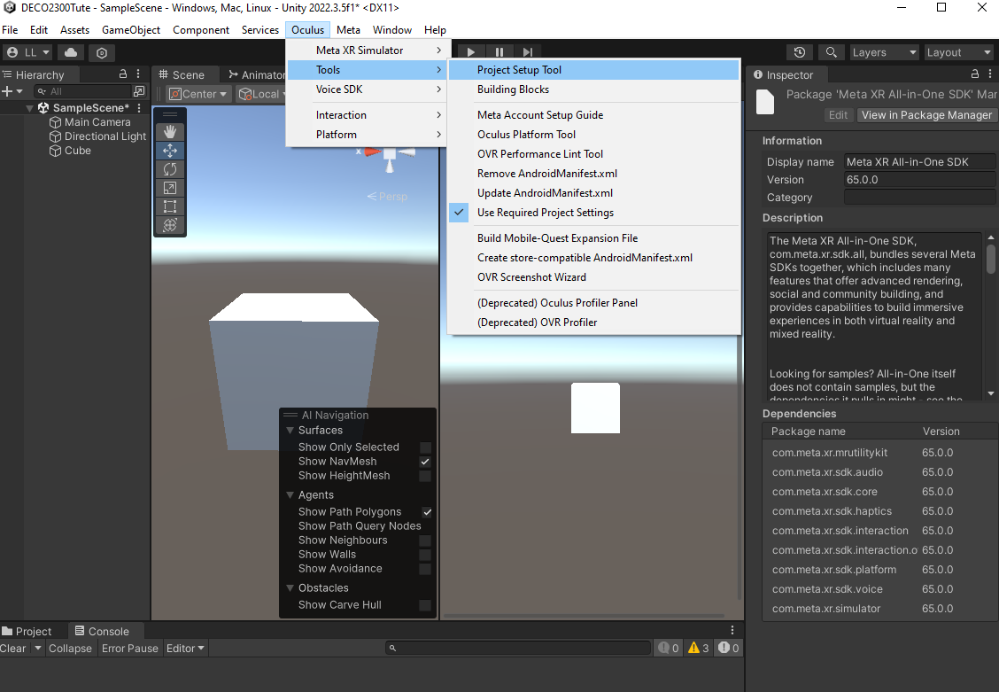 DECO2300Tute - SampleScene - Windows, Mac, Linux - Unity 2022.3.5f1* <DX11>
File Edit Assets GameObject Component Services Oculus Meta Window Help
LL
Layers
Layout
Meta XR Simulator
Tools
Voice SDK
Interaction
Platform
Project Setup Tool
Building Blocks
Meta Account Setup Guide
Oculus Platform Tool
OVR Performance Lint Tool
Remove AndroidManifest.xml
Update AndroidManifest.xml
Use Required Project Settings
Build Mobile-Quest Expansion File
Create store-compatible AndroidManifest.xml
OVR Screenshot Wizard
(Deprecated) Oculus Profiler Panel
(Deprecated) OVR Profiler
Hierarchy
All
SampleScene*
Main Camera
Directional Light
Cube
Scene
Animator
Center
Local
x
Persp
AI Navigation
Surfaces
Show Only Selected
Show NavMesh
Show HeightMesh
Agents
Show Path Polygons
Show Path Query Nodes
Show Neighbours
Show Walls
Show Avoidance
Obstacles
Show Carve Hull
Inspector
Package 'Meta XR All-in-One SDK' Mar
Edit
View in Package Manager
Information
Display name Meta XR All-in-One SDK
Version 65.0.0
Category
Description
The Meta XR All-in-One SDK,
com.meta.xr.sdk.all, bundles several Meta
SDKs together, which includes many
features that offer advanced rendering,
social and community building, and
provides capabilities to build immersive
experiences in both virtual reality and
mixed reality.
Looking for samples? All-in-One itself
does not contain samples, but the
dependencies it pulls in might - see the
Dependencies
Package name Version
com.meta.xr.mrutilitykit 65.0.0
com.meta.xr.sdk.audio 65.0.0
com.meta.xr.sdk.core 65.0.0
com.meta.xr.sdk.haptics 65.0.0
com.meta.xr.sdk.interaction 65.0.0
com.meta.xr.sdk.interaction.o 65.0.0
com.meta.xr.sdk.platform 65.0.0
com.meta.xr.sdk.voice 65.0.0
com.meta.xr.simulator 65.0.0
Project
Console
Clear Collapse Error Pause Editor
0 3 0